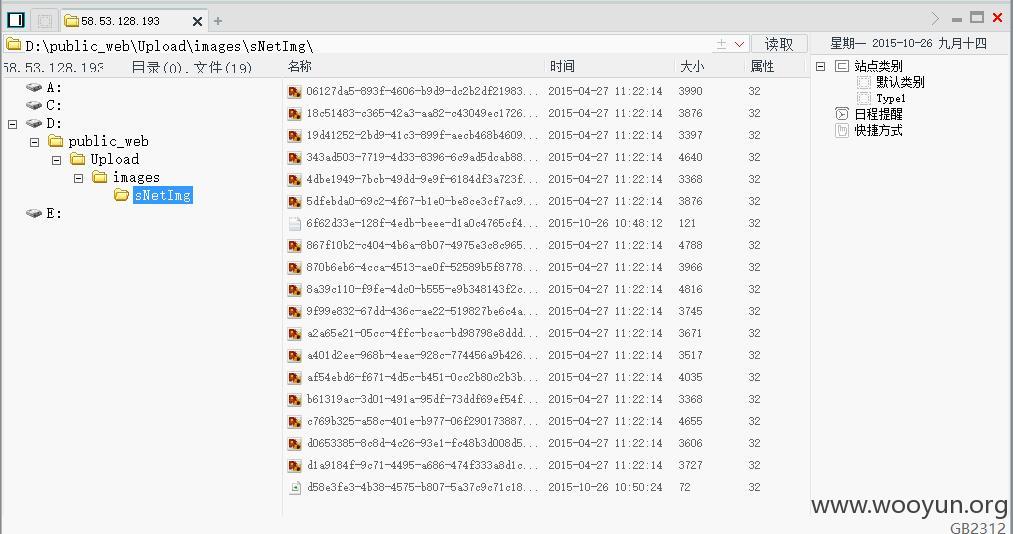 58.53.128.193
D:\public_web\Upload\images\sNetImg\
读取
星期一 2015-10-26 九月十四
58.53.128.193 目录(0),文件(19)
名称 时间 大小 属性
A:
C:
D:
public_web
Upload
images
sNetImg
E:
06127da5-893f-4606-b9d9-dc2b2df21983... 2015-04-27 11:22:14 3990 32
18e51483-c365-42a3-aa82-c43049ec1726... 2015-04-27 11:22:14 3876 32
19d41252-2bd9-41c3-899f-aecb468b4609... 2015-04-27 11:22:14 3397 32
343ad503-7719-4d33-8396-6c9ad5dcab88... 2015-04-27 11:22:14 4640 32
4dbe1949-7bcb-49dd-9e9f-6184df3a723f... 2015-04-27 11:22:14 3368 32
5dfebda0-69c2-4f67-b1e0-be8ce3cf7ac9... 2015-04-27 11:22:14 3876 32
6f62d33e-128f-4edb-beee-d1a0c4765cf4... 2015-10-26 10:48:12 121 32
867f10b2-c404-4b6a-8b07-4975e3c8c965... 2015-04-27 11:22:14 4788 32
870b6eb6-4cca-4513-ae0f-52589b5f8778... 2015-04-27 11:22:14 3966 32
8a39c110-f9fe-4dc0-b555-e9b348143f2c... 2015-04-27 11:22:14 4816 32
9f99e832-67dd-436c-ae22-519827be6c4a... 2015-04-27 11:22:14 3745 32
a2a65e21-05cc-4ffc-bcac-bd98798e8ddd... 2015-04-27 11:22:14 3671 32
a401d2ee-968b-4eae-928c-774456a9b426... 2015-04-27 11:22:14 3517 32
af54ebd6-f671-4d5c-b451-0cc2b80c2b3b... 2015-04-27 11:22:14 4035 32
b61319ac-3d01-491a-95df-73ddf69ef54f... 2015-04-27 11:22:14 3368 32
c769b325-a58c-401e-b977-06f290173887... 2015-04-27 11:22:14 4655 32
d0653385-8c8d-4c26-93e1-fc48b3d008d5... 2015-04-27 11:22:14 3606 32
d1a9184f-9c71-4495-a686-474f333a8d1c... 2015-04-27 11:22:14 3727 32
d58e3fe3-4b38-4575-b807-5a37c9c71c18... 2015-10-26 10:50:24 72 32
站点类别
默认类别
Type1
日程提醒
快捷方式
www.wooyun.org
GB2312